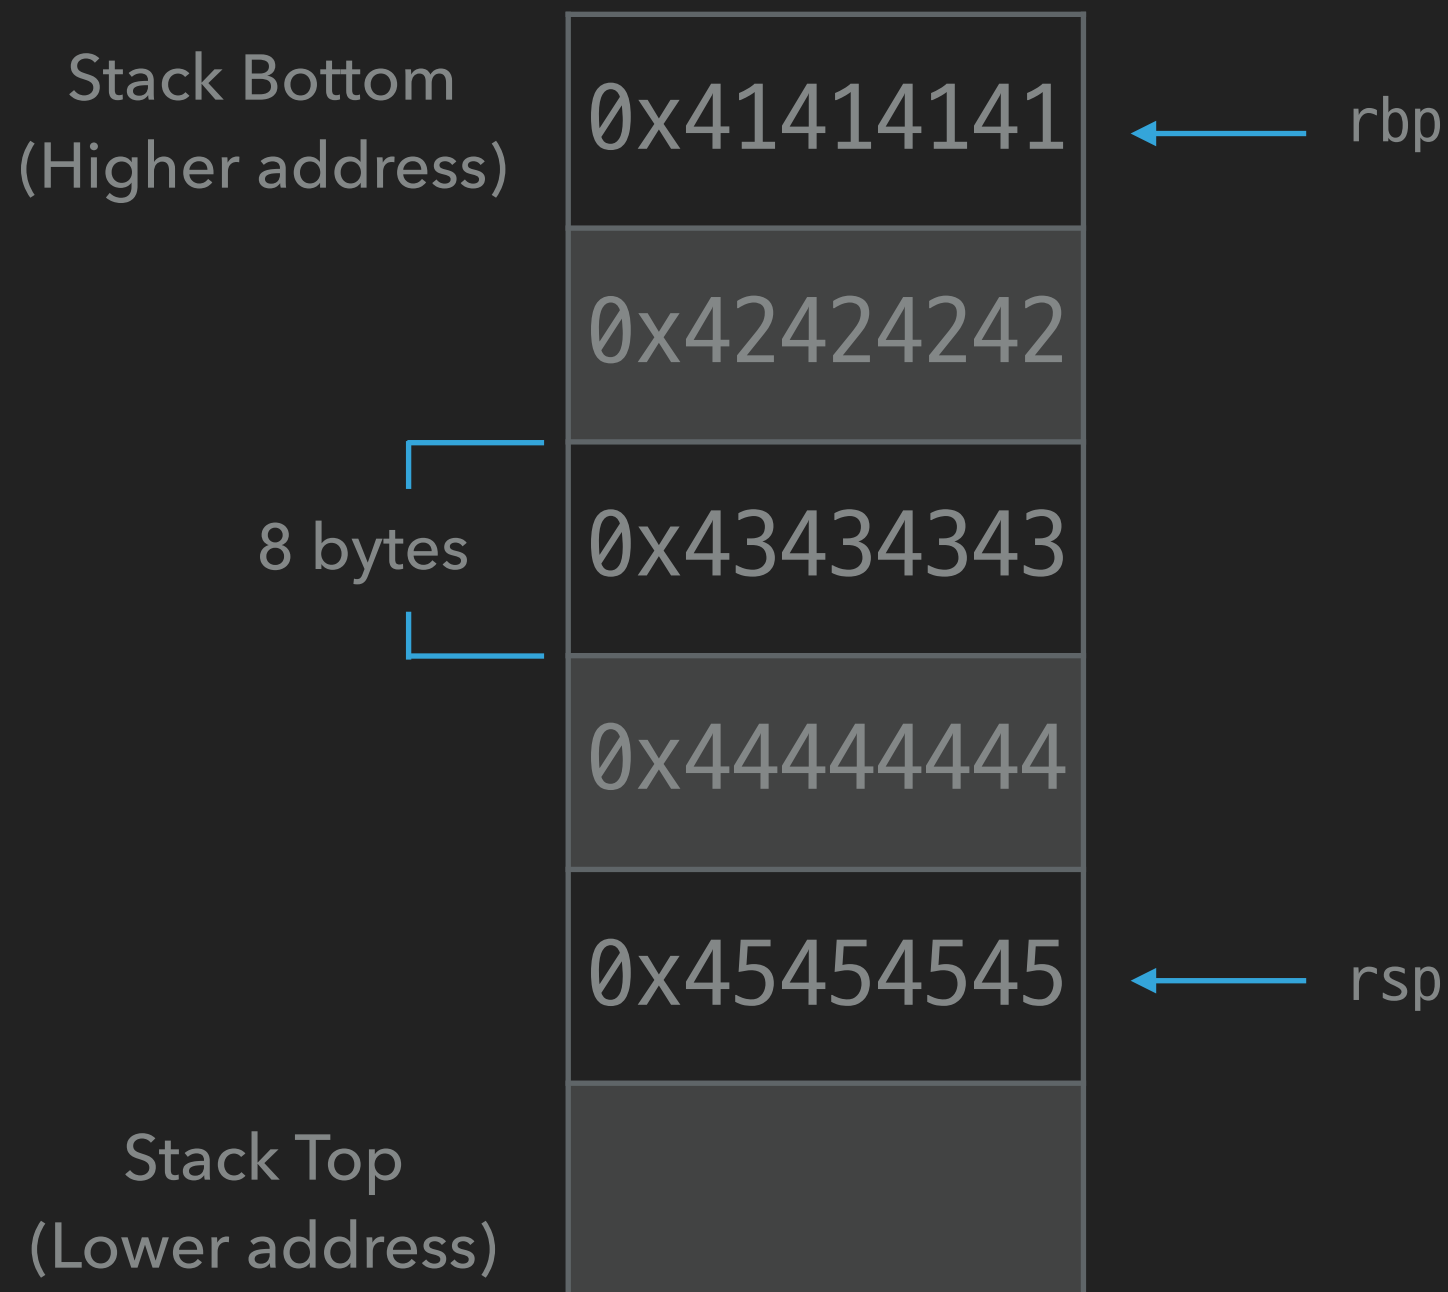 Stack Bottom
(Higher address)
0x41414141
rbp
0x42424242
8 bytes
0x43434343
0x44444444
0x45454545
rsp
Stack Top
(Lower address)